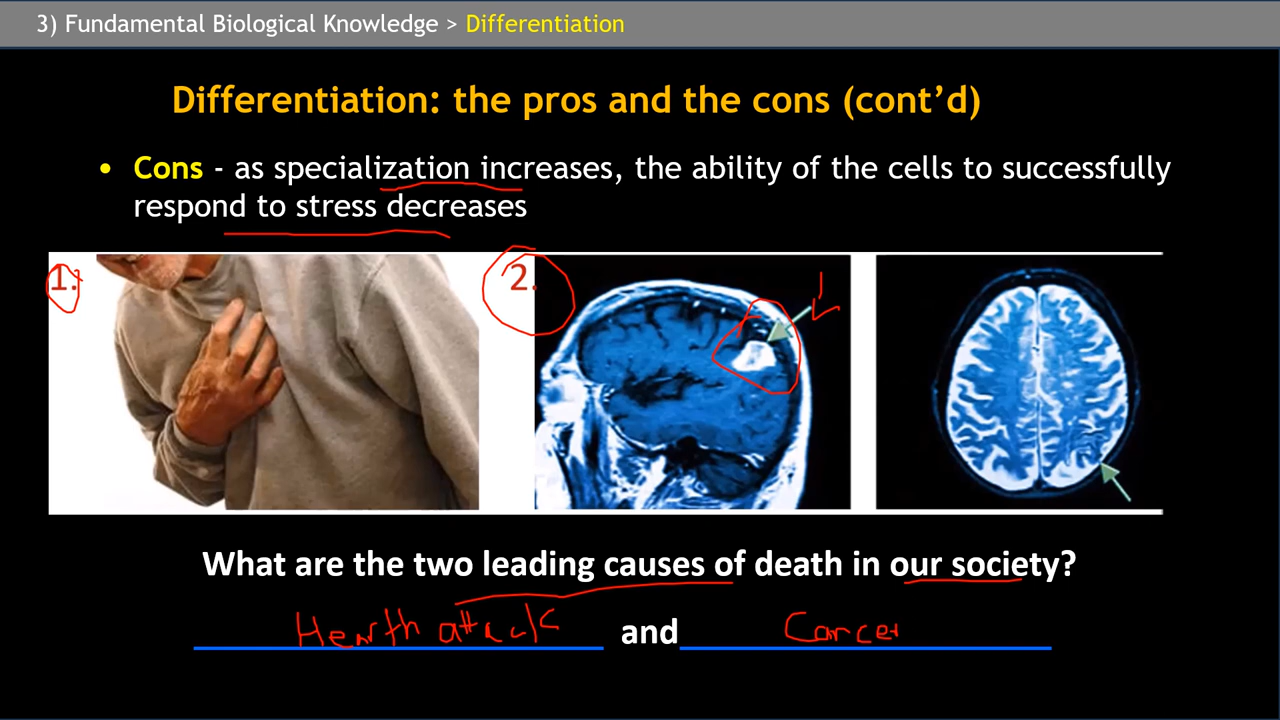 3) Fundamental Biological Knowledge > Differentiation
Differentiation: the pros and the cons (cont’d)
• Cons - as specialization increases, the ability of the cells to successfully
respond to stress decreases
1.
2.
What are the two leading causes of death in our society?
Hearth attack and Cancer